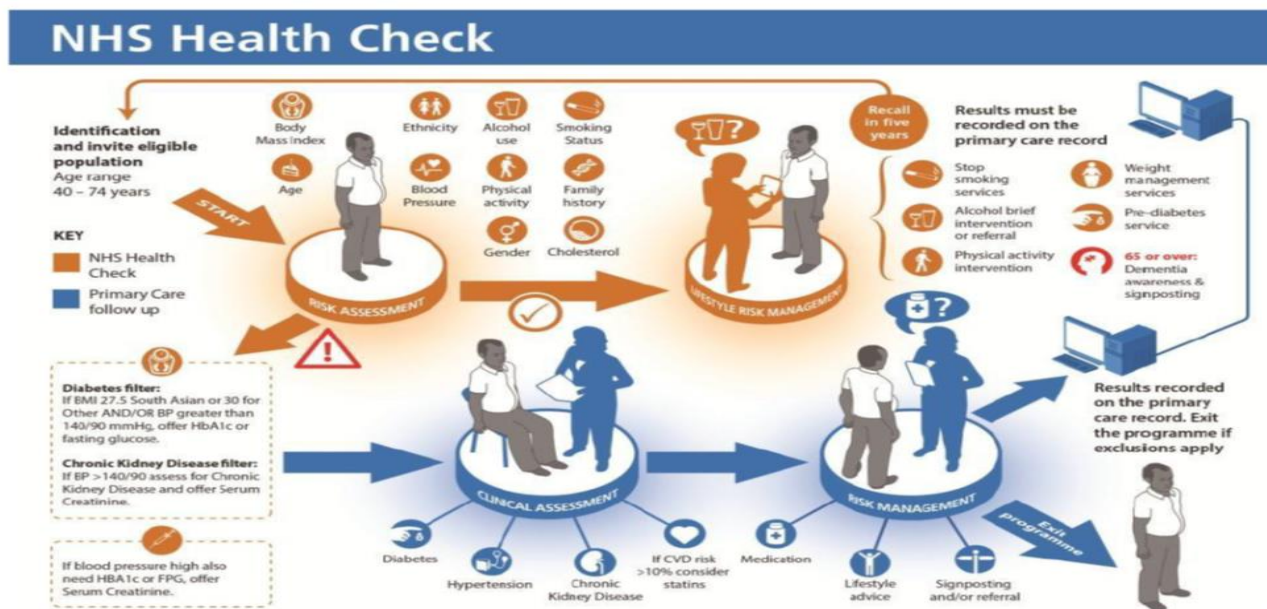 NHS Health Check
Identification
and invite eligible
population
Age range
40 – 74 years
START
KEY
NHS Health
Check
Primary Care
follow up
Body
Mass Index
Ethnicity
Alcohol
use
Smoking
Status
Age
Blood
Pressure
Physical
activity
Family
history
Gender
Cholesterol
RISK ASSESSMENT
?
LIFESTYLE RISK MANAGEMENT
Recall
in five
years
Results must be
recorded on the
primary care record
Stop
smoking
services
Weight
management
services
Alcohol brief
intervention
or referral
Pre-diabetes
service
Physical activity
intervention
65 or over:
Dementia
awareness &
signposting
!
Diabetes filter:
If BMI 27.5 South Asian or 30 for
Other AND/OR BP greater than
140/90 mmHg, offer HbA1c or
fasting glucose.
Chronic Kidney Disease filter:
If BP >140/90 assess for Chronic
Kidney Disease and offer Serum
Creatinine.
If blood pressure high also
need HBA1c or FPG, offer
Serum Creatinine.
CLINICAL ASSESSMENT
Diabetes
Hypertension
Chronic
Kidney Disease
If CVD risk
>10% consider
statins
?
RISK MANAGEMENT
Medication
Lifestyle
advice
Signposting
and/or referral
Results recorded
on the primary
care record. Exit
the programme if
exclusions apply
Exit
programme